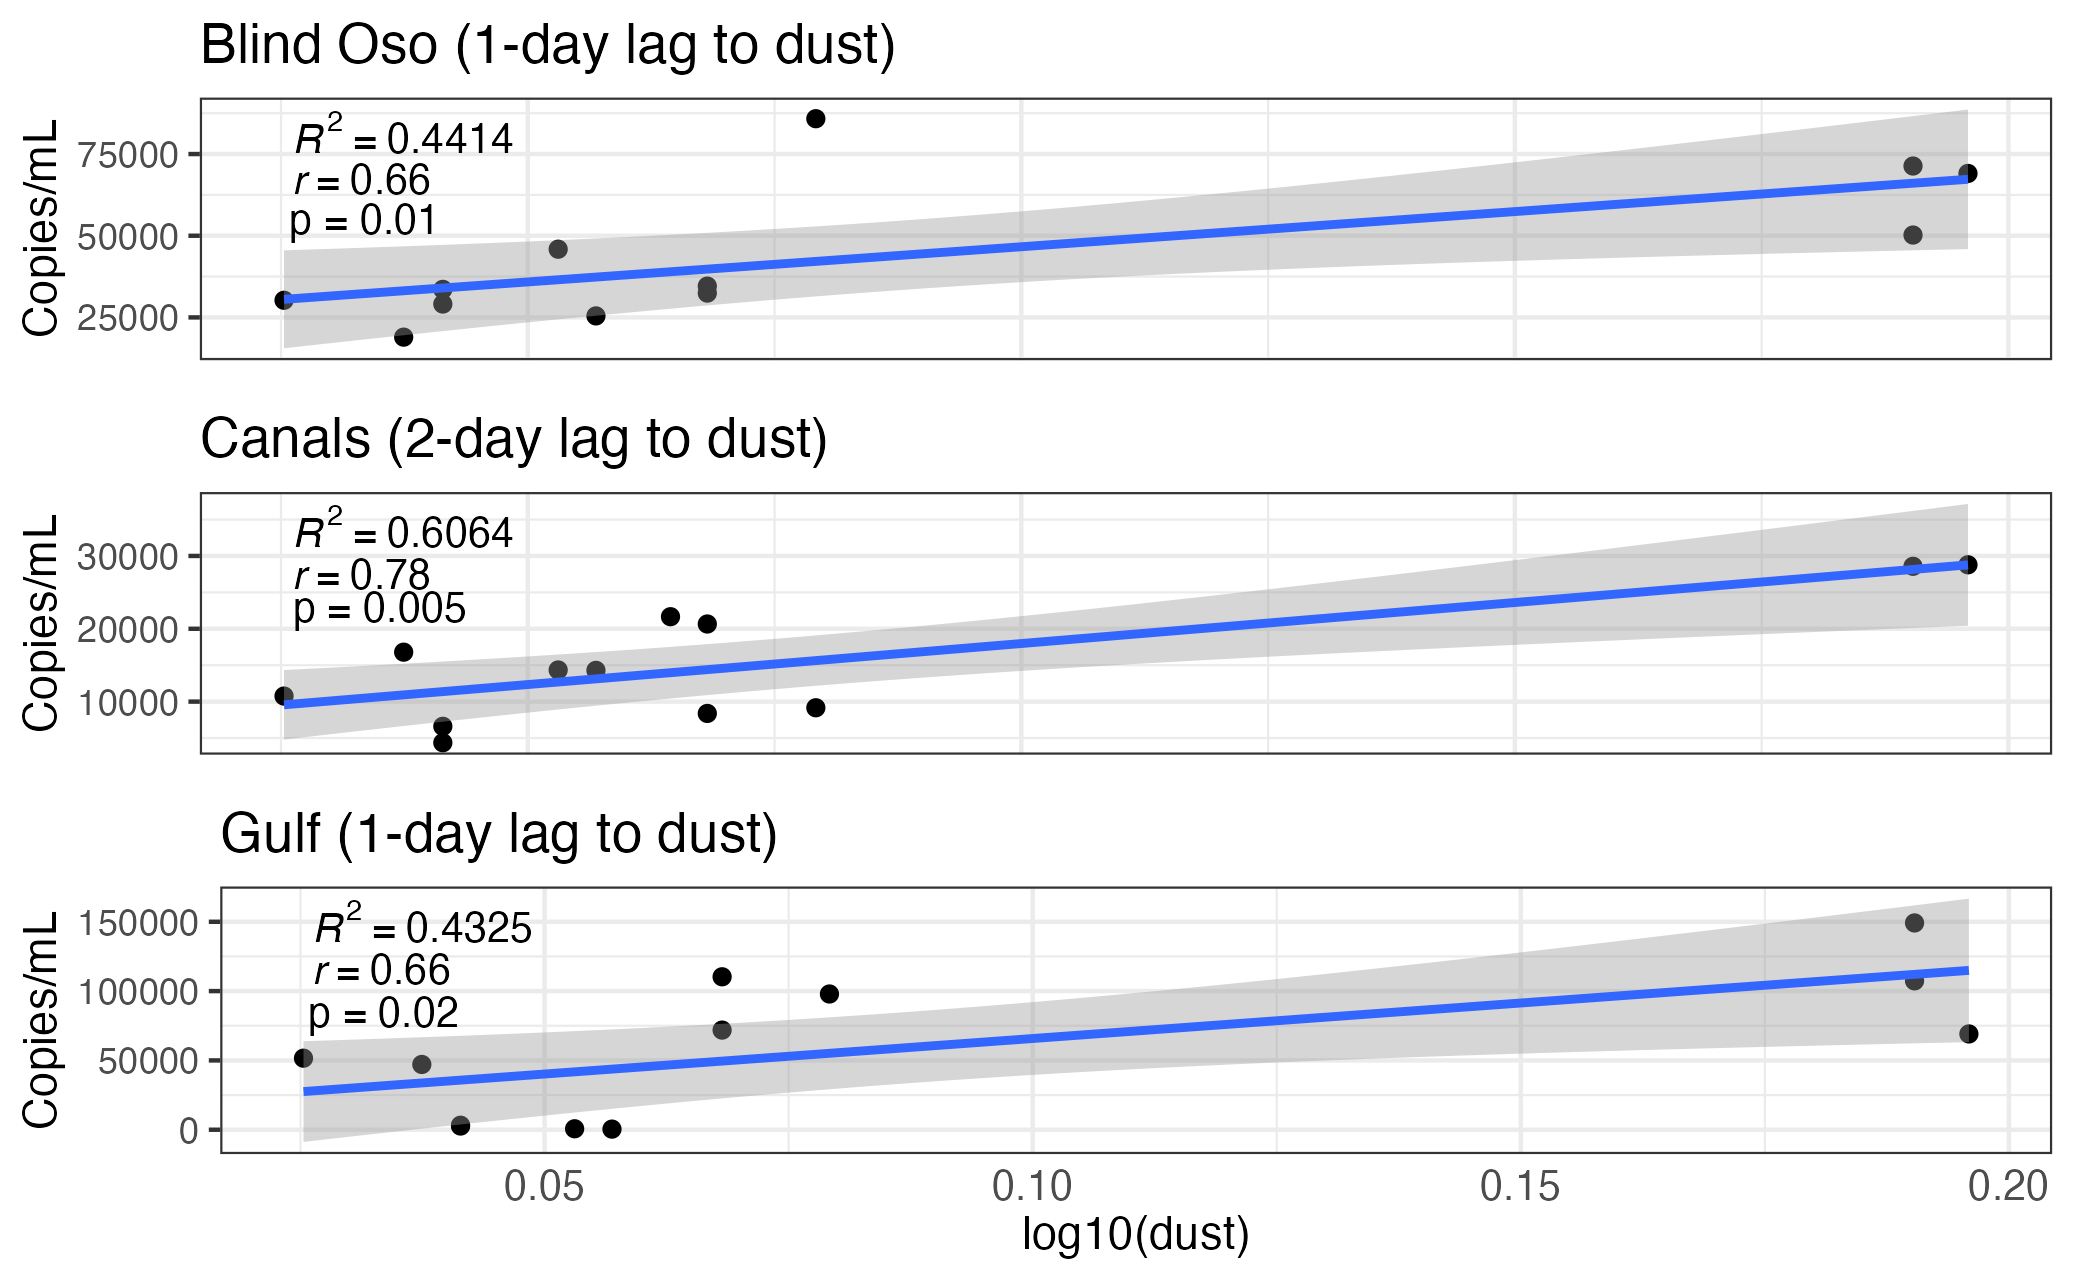 Blind Oso (1-day lag to dust)
Copies/mL
75000
50000
25000
R² = 0.4414
r = 0.66
p = 0.01
Canals (2-day lag to dust)
Copies/mL
30000
20000
10000
R² = 0.6064
r = 0.78
p = 0.005
Gulf (1-day lag to dust)
Copies/mL
150000
100000
50000
0
R² = 0.4325
r = 0.66
p = 0.02
0.05 0.10 0.15 0.20
log10(dust)